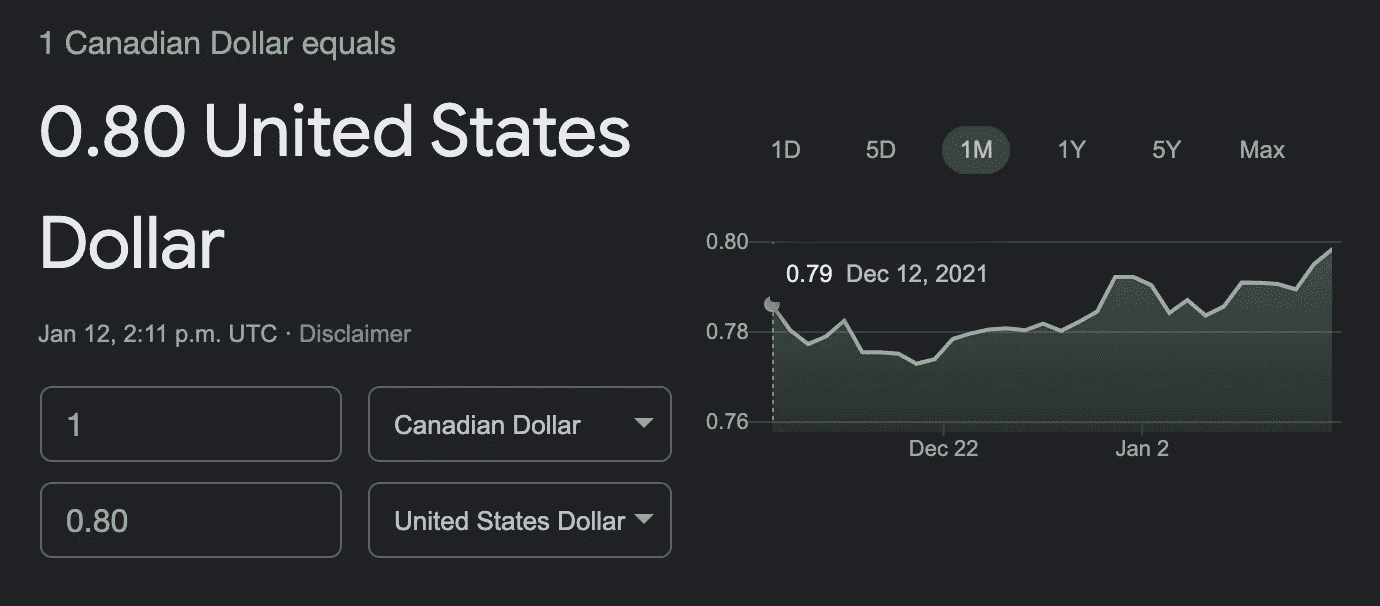 1 Canadian Dollar equals
0.80 United States
Dollar
Jan 12, 2:11 p.m. UTC · Disclaimer
1
Canadian Dollar
0.80
United States Dollar
1D 5D 1M 1Y 5Y Max
0.80
0.79 Dec 12, 2021
0.78
0.76
Dec 22 Jan 2